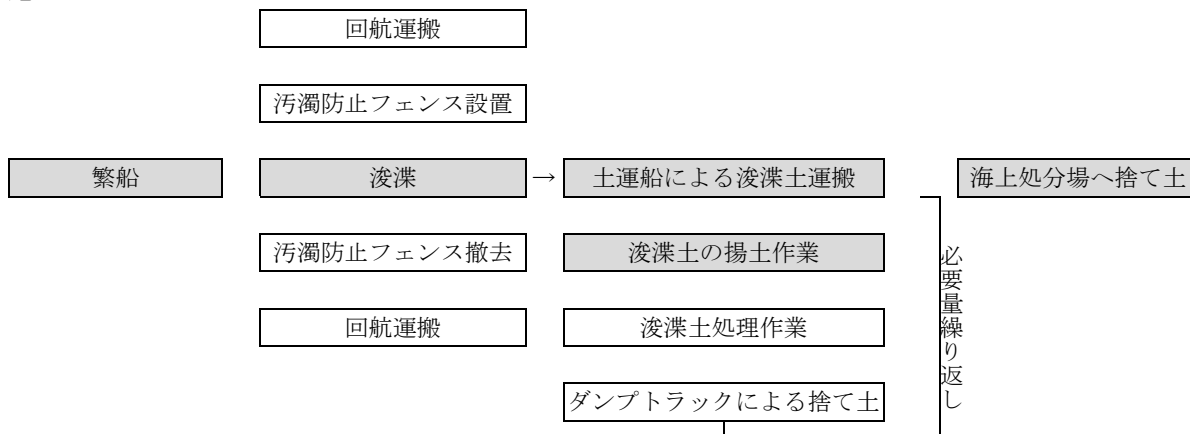 回航運搬
汚濁防止フェンス設置
繁船
浚渫
→
土運船による浚渫土運搬
海上処分場へ捨て土
汚濁防止フェンス撤去
浚渫土の揚土作業
回航運搬
浚渫土処理作業
ダンプトラックによる捨て土
必要量繰り返し